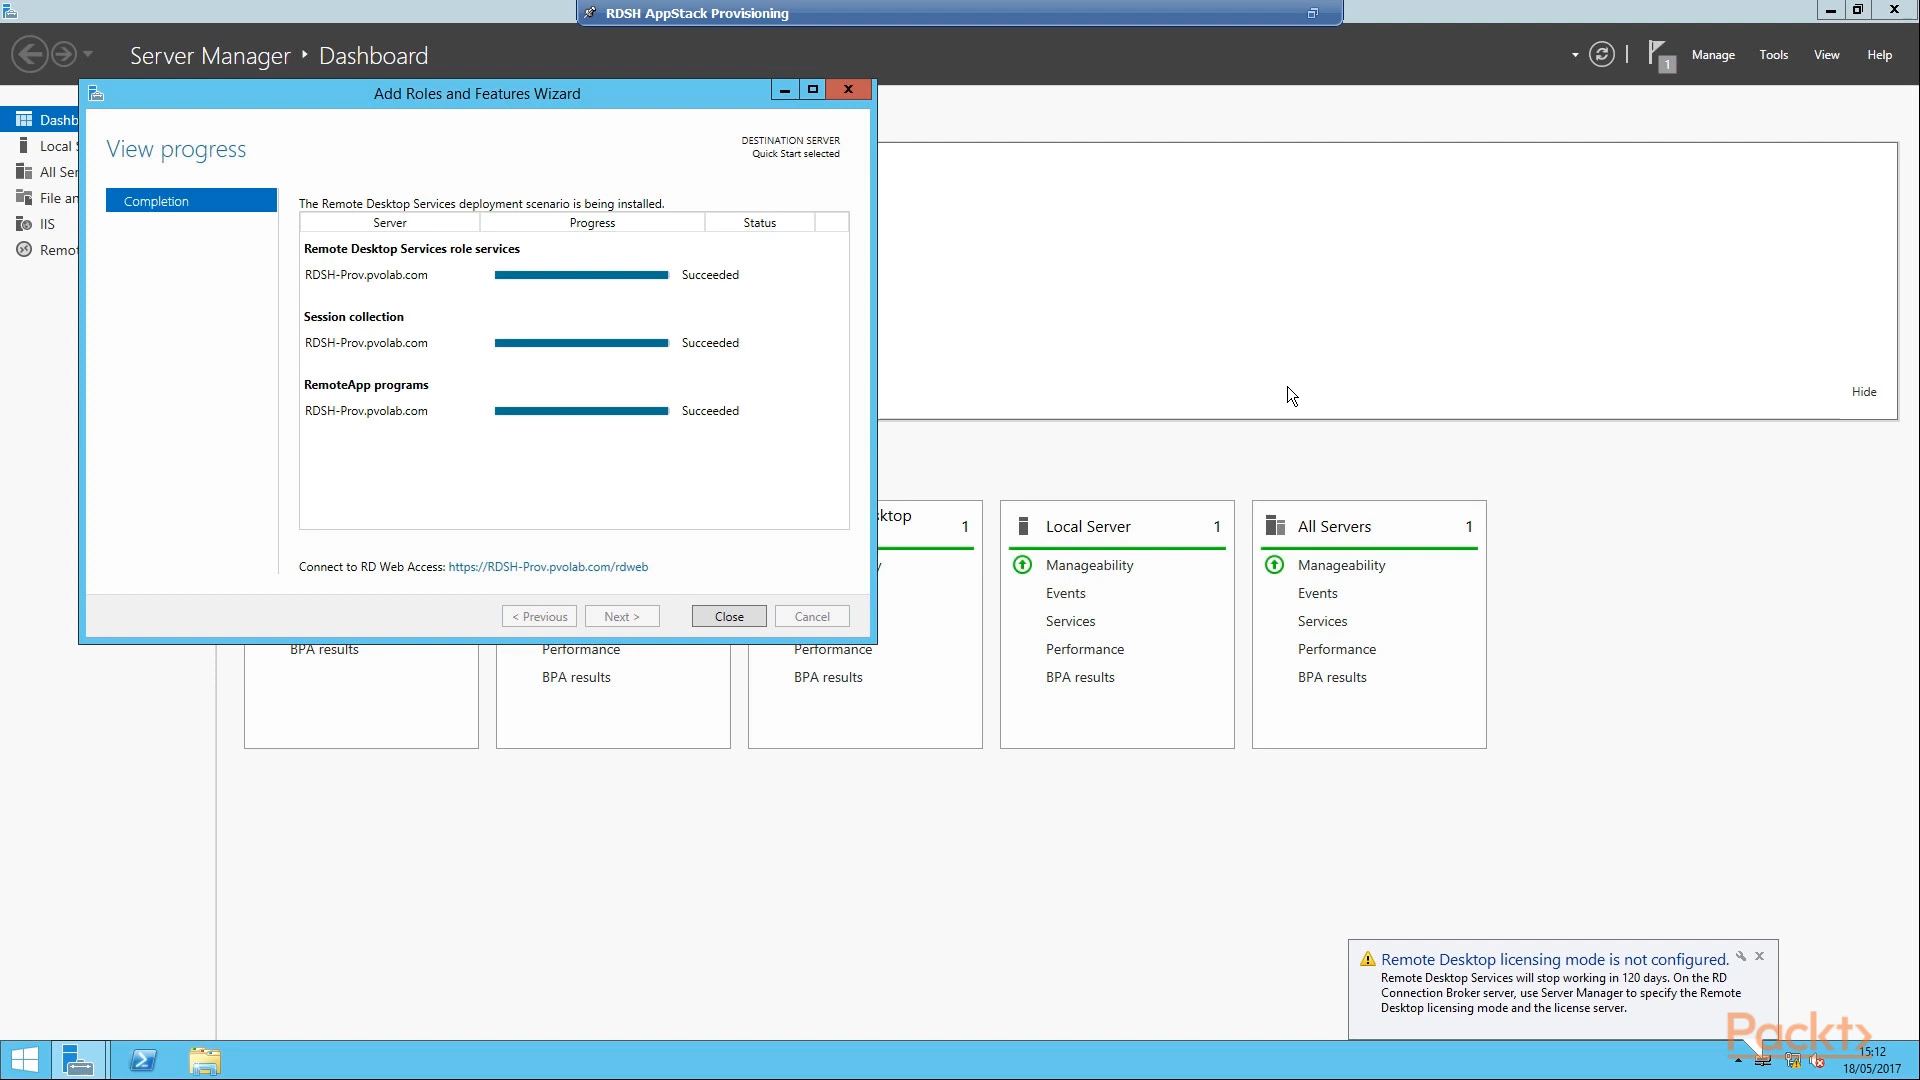 RDSH AppStack Provisioning
Server Manager
Dashboard
1
Manage
Tools
View
Help
Add Roles and Features Wizard
Dashb
Local S
All Ser
File an
IIS
Remot
View progress
DESTINATION SERVER
Quick Start selected
Completion
The Remote Desktop Services deployment scenario is being installed.
Server Progress Status
Remote Desktop Services role services
RDSH-Prov.pvolab.com Succeeded
Session collection
RDSH-Prov.pvolab.com Succeeded
RemoteApp programs
RDSH-Prov.pvolab.com Succeeded
Connect to RD Web Access: https://RDSH-Prov.pvolab.com/rdweb
< Previous
Next >
Close
Cancel
Hide
BPA results
Performance
BPA results
sktop 1
y
Performance
BPA results
Local Server 1
Manageability
Events
Services
Performance
BPA results
All Servers 1
Manageability
Events
Services
Performance
BPA results
Remote Desktop licensing mode is not configured.
Remote Desktop Services will stop working in 120 days. On the RD
Connection Broker server, use Server Manager to specify the Remote
Desktop licensing mode and the license server.
Packt
15:12
18/05/2017